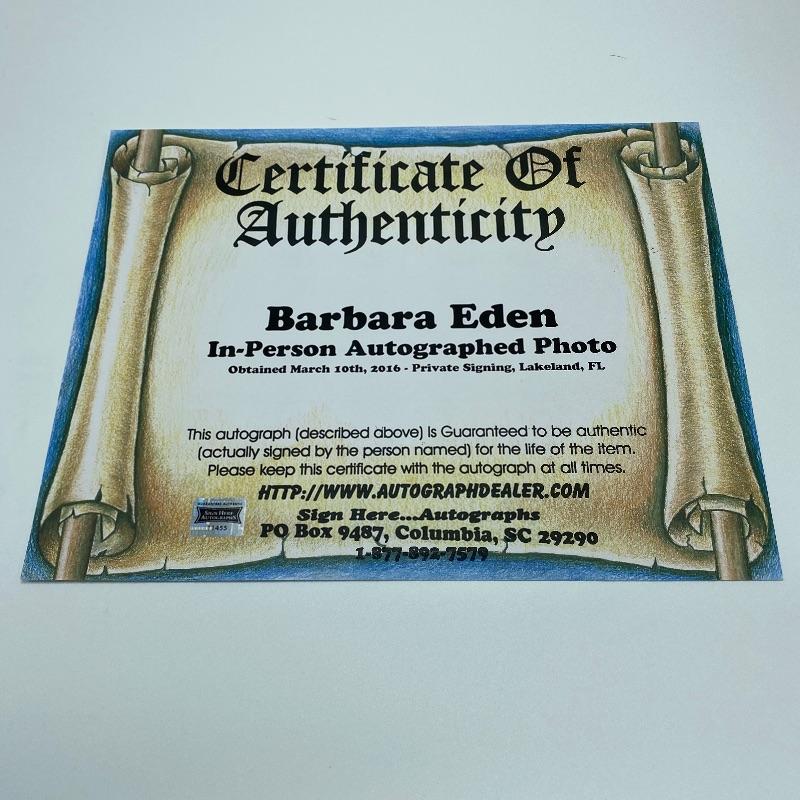 Certificate Of
Authenticity
Barbara Eden
In-Person Autographed Photo
Obtained March 10th, 2016 - Private Signing, Lakeland, FL
This autograph (described above) is Guaranteed to be authentic
(actually signed by the person named) for the life of the item.
Please keep this certificate with the autograph at all times.
HTTP://WWW.AUTOGRAPHDEALER.COM
Sign Here...Autographs
PO Box 9487, Columbia, SC 29290
1-877-892-7579
SIGN HERE
AUTOGRAPHS